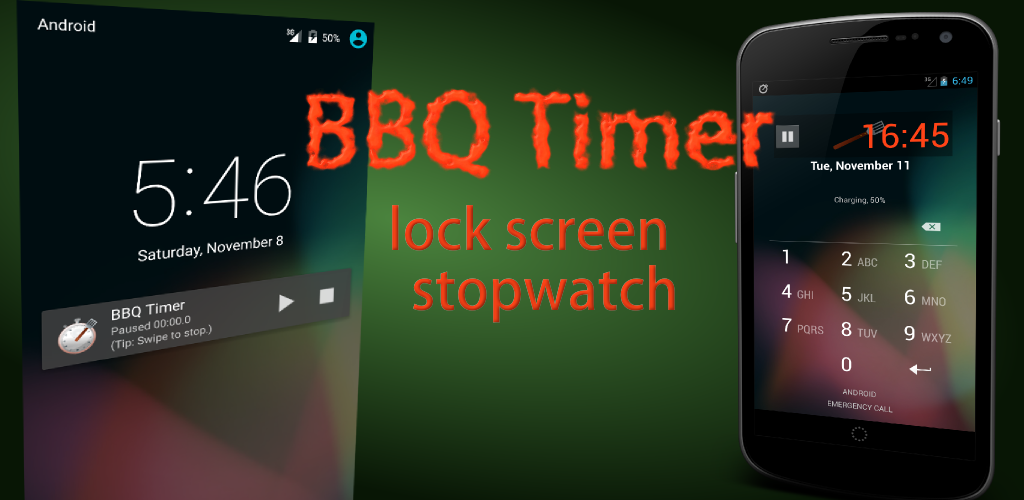 Android
3G 50%
5:46
Saturday, November 8
BBQ Timer
Paused 00:00.0
(Tip: Swipe to stop.)
BBQ Timer
lock screen
stopwatch
3G 6:49
16:45
Tue, November 11
Charging, 50%
1 2 ABC 3 DEF
4 GHI 5 JKL 6 MNO
7 PQRS 8 TUV 9 WXYZ
0
ANDROID
EMERGENCY CALL